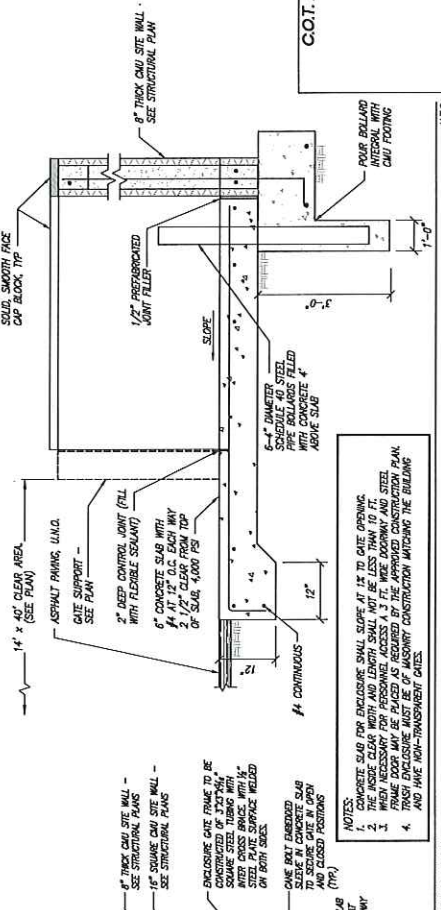 SOLID, SMOOTH FACE
CAP BLOCK, TYP
8" THICK CMU SITE WALL -
SEE STRUCTURAL PLAN
14' x 40' CLEAR AREA
(SEE PLAN)
ASPHALT PAVING, U.N.O.
GATE SUPPORT -
SEE PLAN
2" DEEP CONTROL JOINT (FILL
WITH FLEXIBLE SEALANT)
6" CONCRETE SLAB WITH
#4 AT 12" O.C. EACH WAY
2 1/2" CLEAR FROM TOP
OF SLAB, 4,000 PSI
SLOPE
1/2" PREFABRICATED
JOINT FILLER
6-4" DIAMETER
SCHEDULE 40 STEEL
PIPE BOLLARDS FILLED
WITH CONCRETE 4'
ABOVE SLAB
POUR BOLLARD
INTEGRAL WITH
CMU FOOTING
3'-0"
1'-0"
12"
12"
#4 CONTINUOUS
8" THICK CMU SITE WALL -
SEE STRUCTURAL PLANS
16" SQUARE CMU SITE WALL -
SEE STRUCTURAL PLANS
ENCLOSURE GATE FRAME TO BE
CONSTRUCTED OF
SQUARE STEEL TUBING WITH
INTER CROSS BRACE, WITH
STEEL PLATE SURFACE WELDED
ON BOTH SIDES.
CANE BOLT EMBEDDED
SLEEVE IN CONCRETE SLAB
TO SECURE GATE IN OPEN
AND CLOSED POSITIONS
(TYP.)
NOTES:
1. CONCRETE SLAB FOR ENCLOSURE SHALL SLOPE AT 1% TO GATE OPENING.
2. THE INSIDE CLEAR WIDTH AND LENGTH SHALL NOT BE LESS THAN 10 FT.
3. WHEN NECESSARY FOR PERSONNEL ACCESS A 3 FT. WIDE DOORWAY AND STEEL
FRAME DOOR MAY BE PLACED AS REQUIRED BY THE APPROVED CONSTRUCTION PLAN.
4. TRASH ENCLOSURE MUST BE OF MASONRY CONSTRUCTION MATCHING THE BUILDING
AND HAVE NON-TRANSPARENT GATES.
C.O.T.